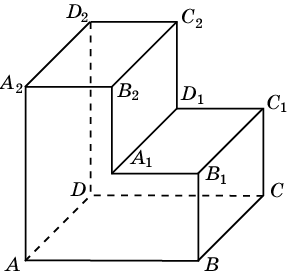 D₂ C₂
A₂ B₂
D₁ C₁
A₁ B₁
D C
A B